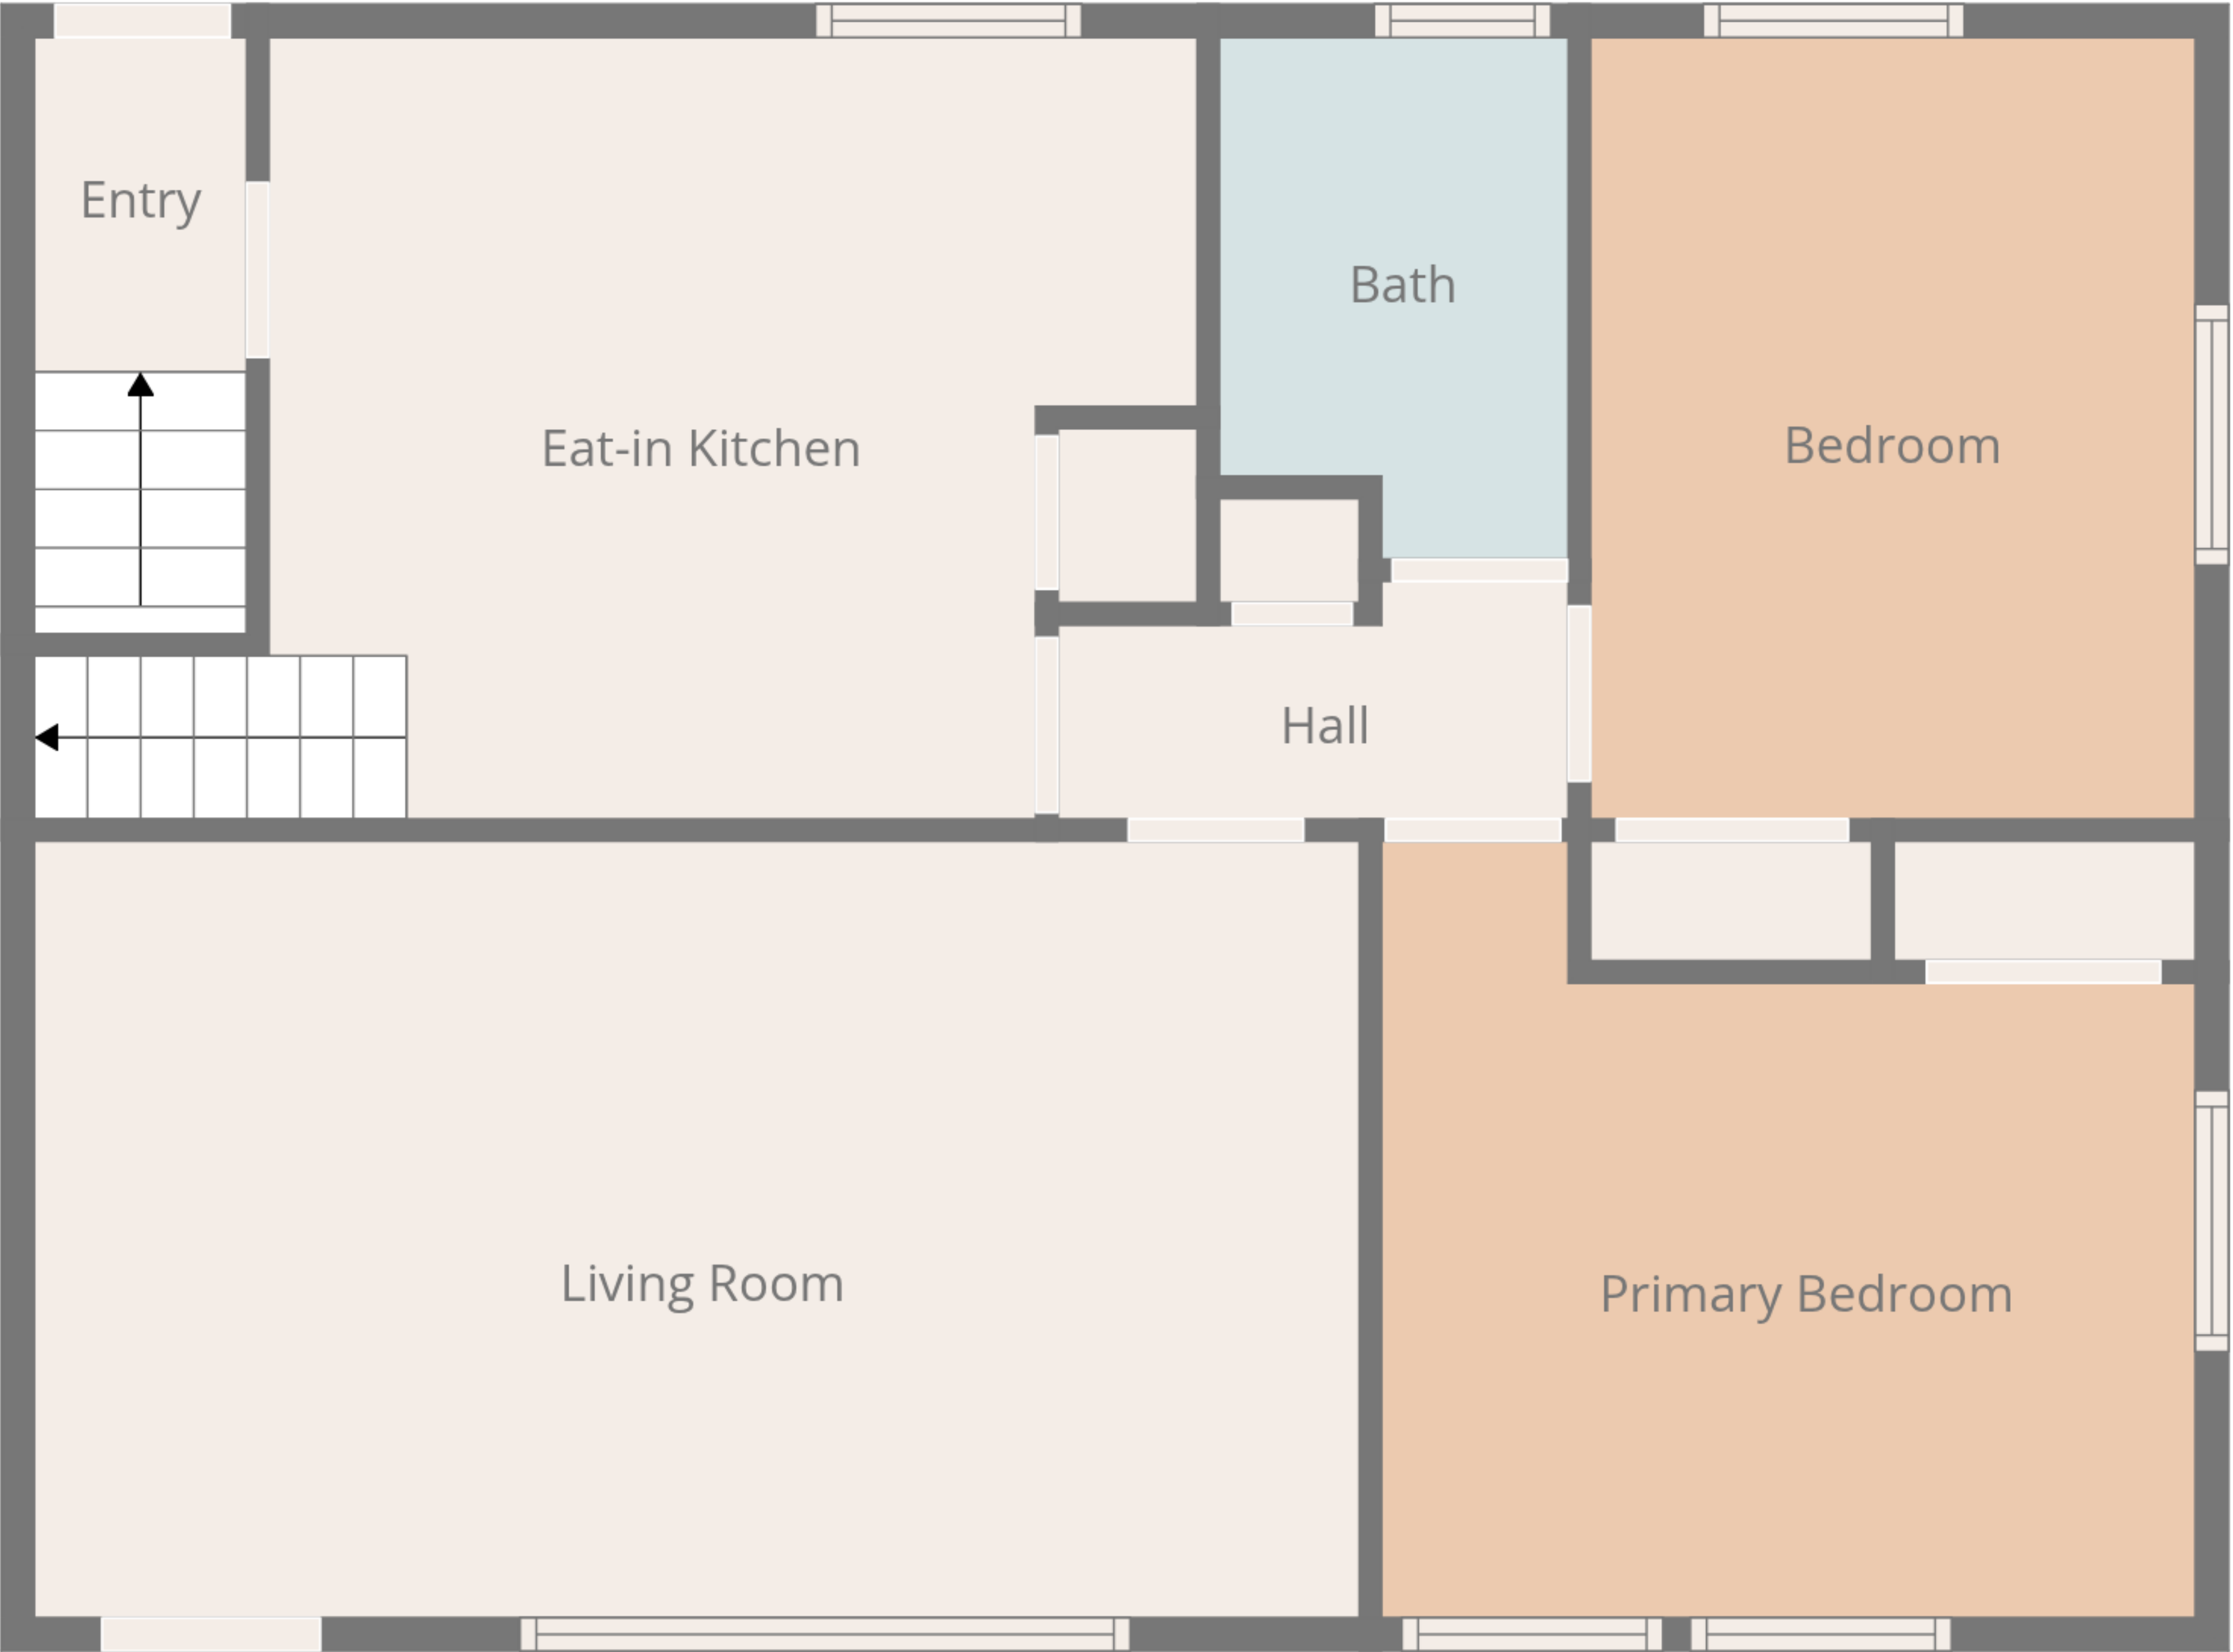 Entry
Bath
Eat-in Kitchen
Bedroom
Hall
Living Room
Primary Bedroom